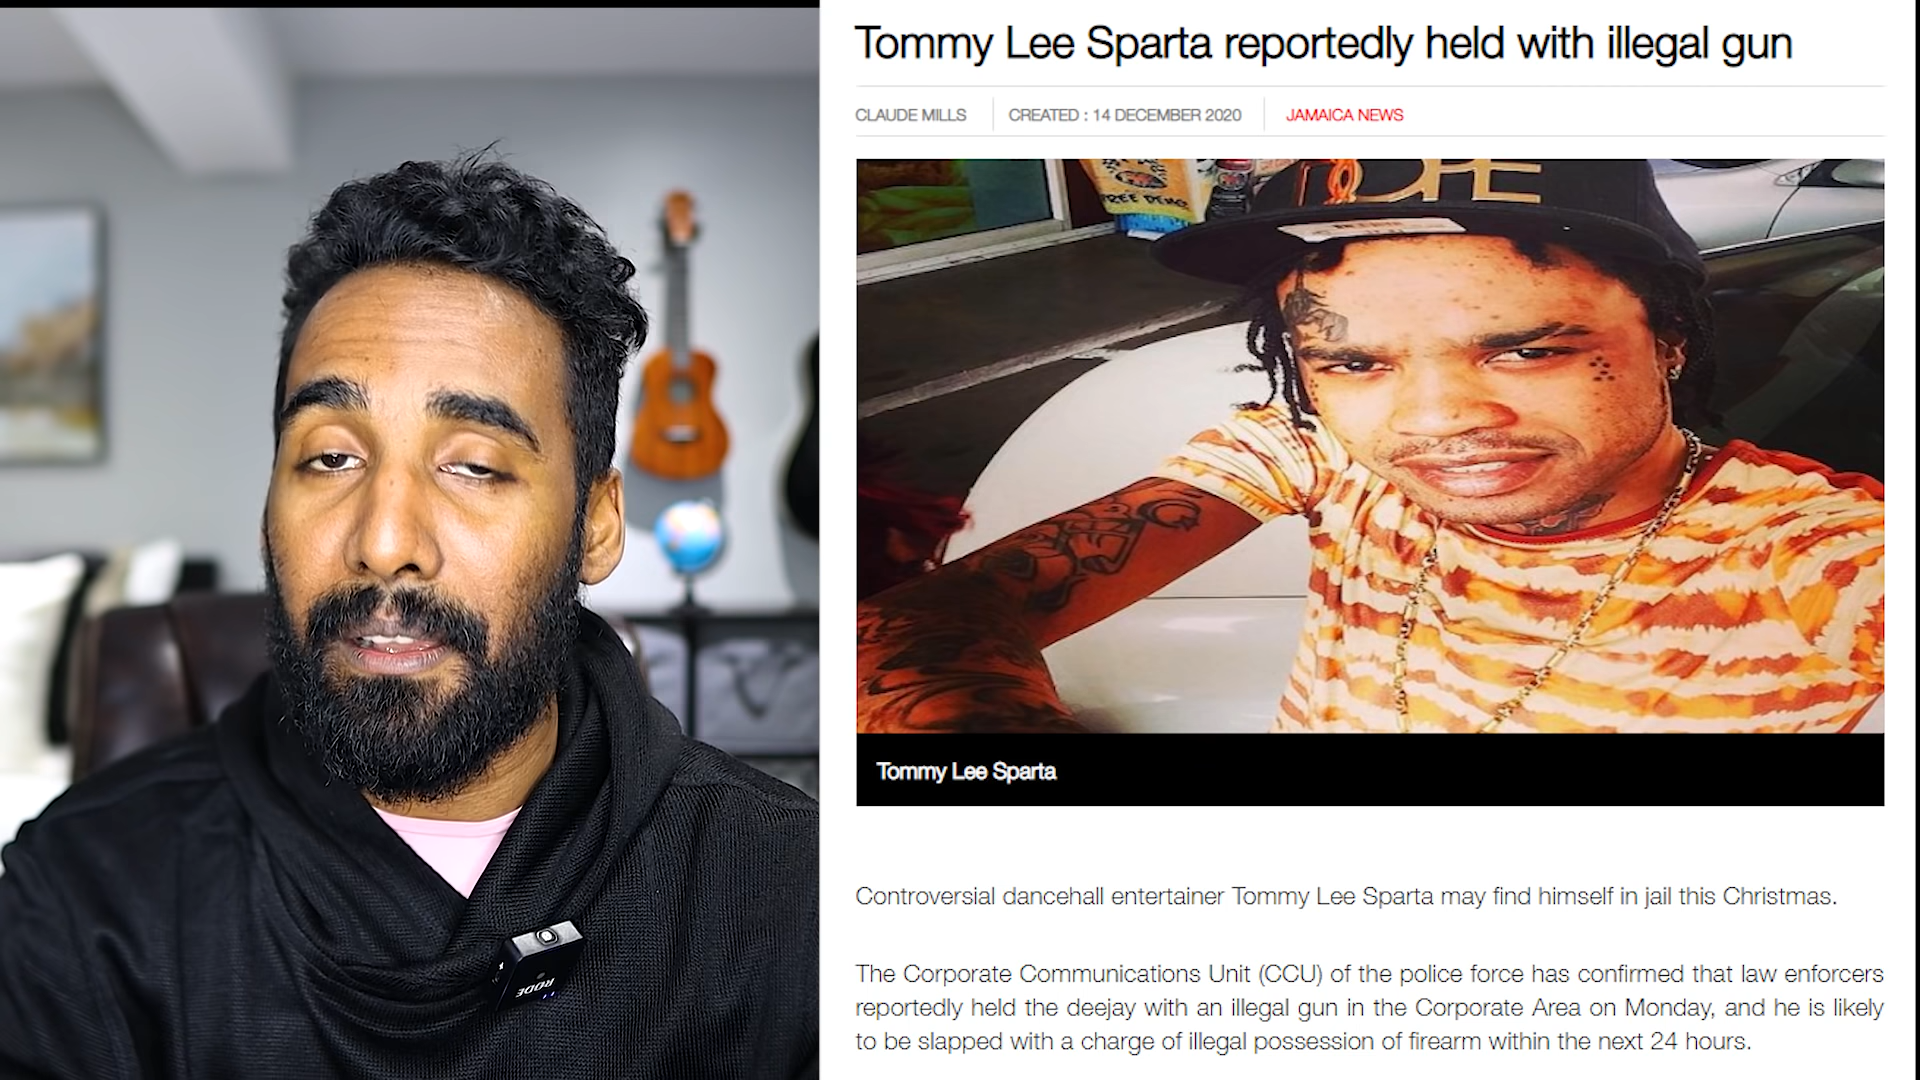 Tommy Lee Sparta reportedly held with illegal gun
CLAUDE MILLS
CREATED : 14 DECEMBER 2020
JAMAICA NEWS
REE DEMO
DOPE
Tommy Lee Sparta
Controversial dancehall entertainer Tommy Lee Sparta may find himself in jail this Christmas.
The Corporate Communications Unit (CCU) of the police force has confirmed that law enforcers
reportedly held the deejay with an illegal gun in the Corporate Area on Monday, and he is likely
to be slapped with a charge of illegal possession of firearm within the next 24 hours.
RODE